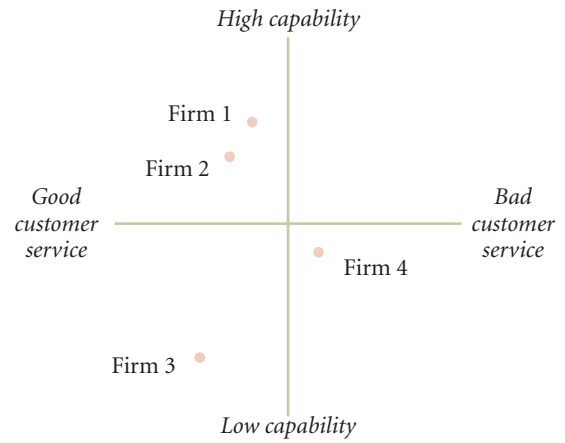 High capability
Firm 1
Firm 2
Good
customer
service
Bad
customer
service
Firm 4
Firm 3
Low capability